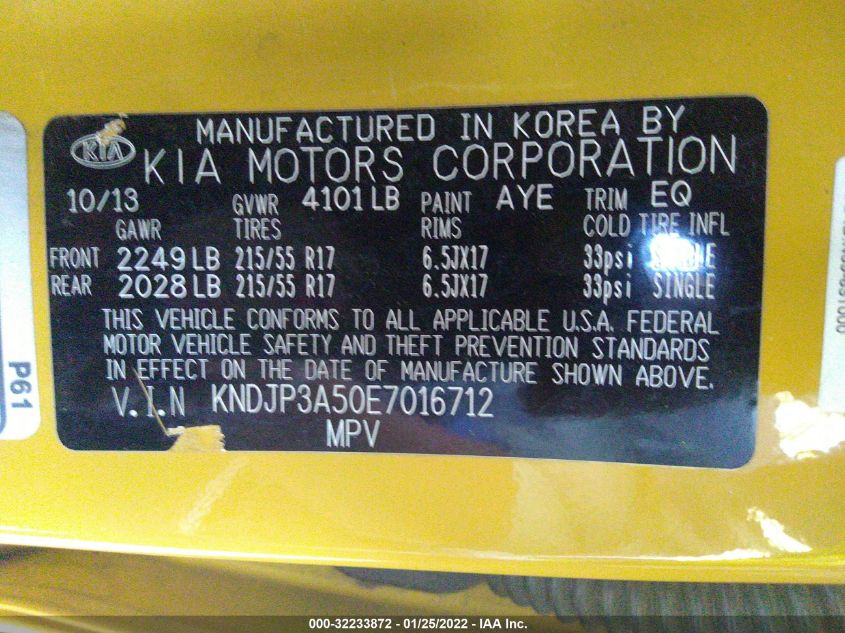 MANUFACTURED IN KOREA BY
KIA KIA MOTORS CORPORATION
10/13 GVWR 4101 LB PAINT AYE TRIM EQ
GAWR TIRES RIMS COLD TIRE INFL
FRONT 2249 LB 215/55 R17 6.5JX17 33psi SINGLE
REAR 2028 LB 215/55 R17 6.5JX17 33psi SINGLE
THIS VEHICLE CONFORMS TO ALL APPLICABLE U.S.A. FEDERAL
MOTOR VEHICLE SAFETY AND THEFT PREVENTION STANDARDS
IN EFFECT ON THE DATE OF MANUFACTURE SHOWN ABOVE.
V.I.N KNDJP3A50E7016712
MPV
P61
000-32233872 - 01/25/2022 - IAA Inc.